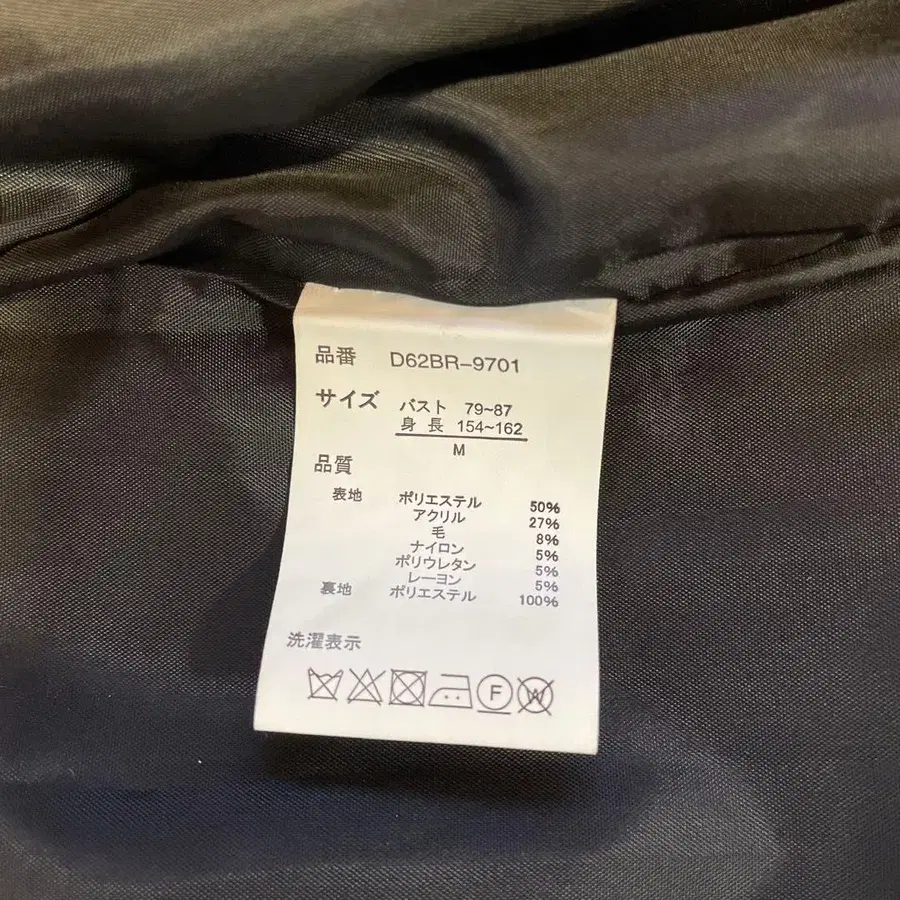 品番 D62BR-9701
サイズ バスト 79~87
身長 154~162
M
品質
表地 ポリエステル 50%
アクリル 27%
毛 8%
ナイロン 5%
ポリウレタン 5%
レーヨン 5%
裏地 ポリエステル 100%
洗濯表示
F W